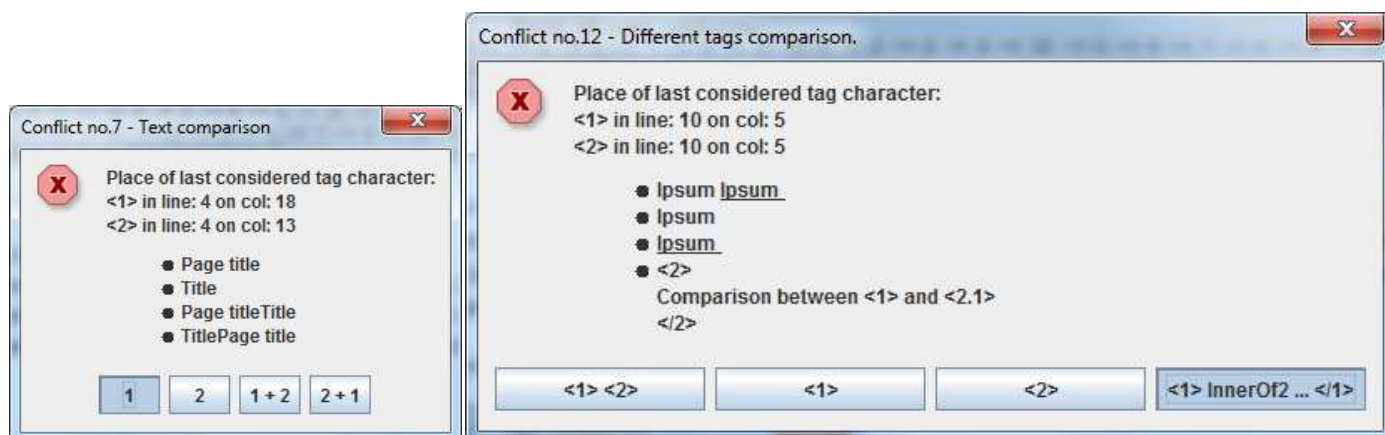 Conflict no.7 - Text comparison
Place of last considered tag character:
<1> in line: 4 on col: 18
<2> in line: 4 on col: 13
Page title
Title
Page titleTitle
TitlePage title
1 2 1 + 2 2 + 1
Conflict no.12 - Different tags comparison.
Place of last considered tag character:
<1> in line: 10 on col: 5
<2> in line: 10 on col: 5
Ipsum Ipsum
Ipsum
Ipsum
<2>
Comparison between <1> and <2.1>
</2>
<1> <2> <1> <2> <1> InnerOf2 ... </1>